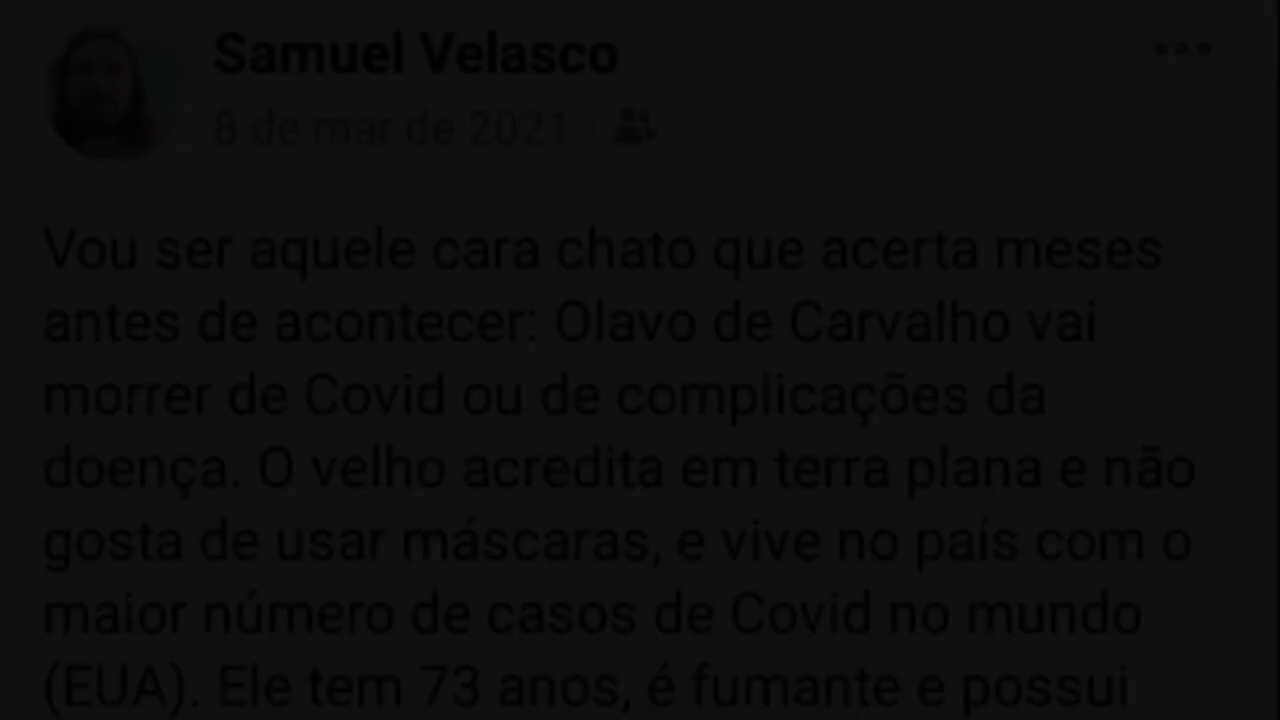 Samuel Velasco
8 de mar de 2021 ·
Vou ser aquele cara chato que acerta meses
antes de acontecer: Olavo de Carvalho vai
morrer de Covid ou de complicações da
doença. O velho acredita em terra plana e não
gosta de usar máscaras, e vive no país com o
maior número de casos de Covid no mundo
(EUA). Ele tem 73 anos, é fumante e possui